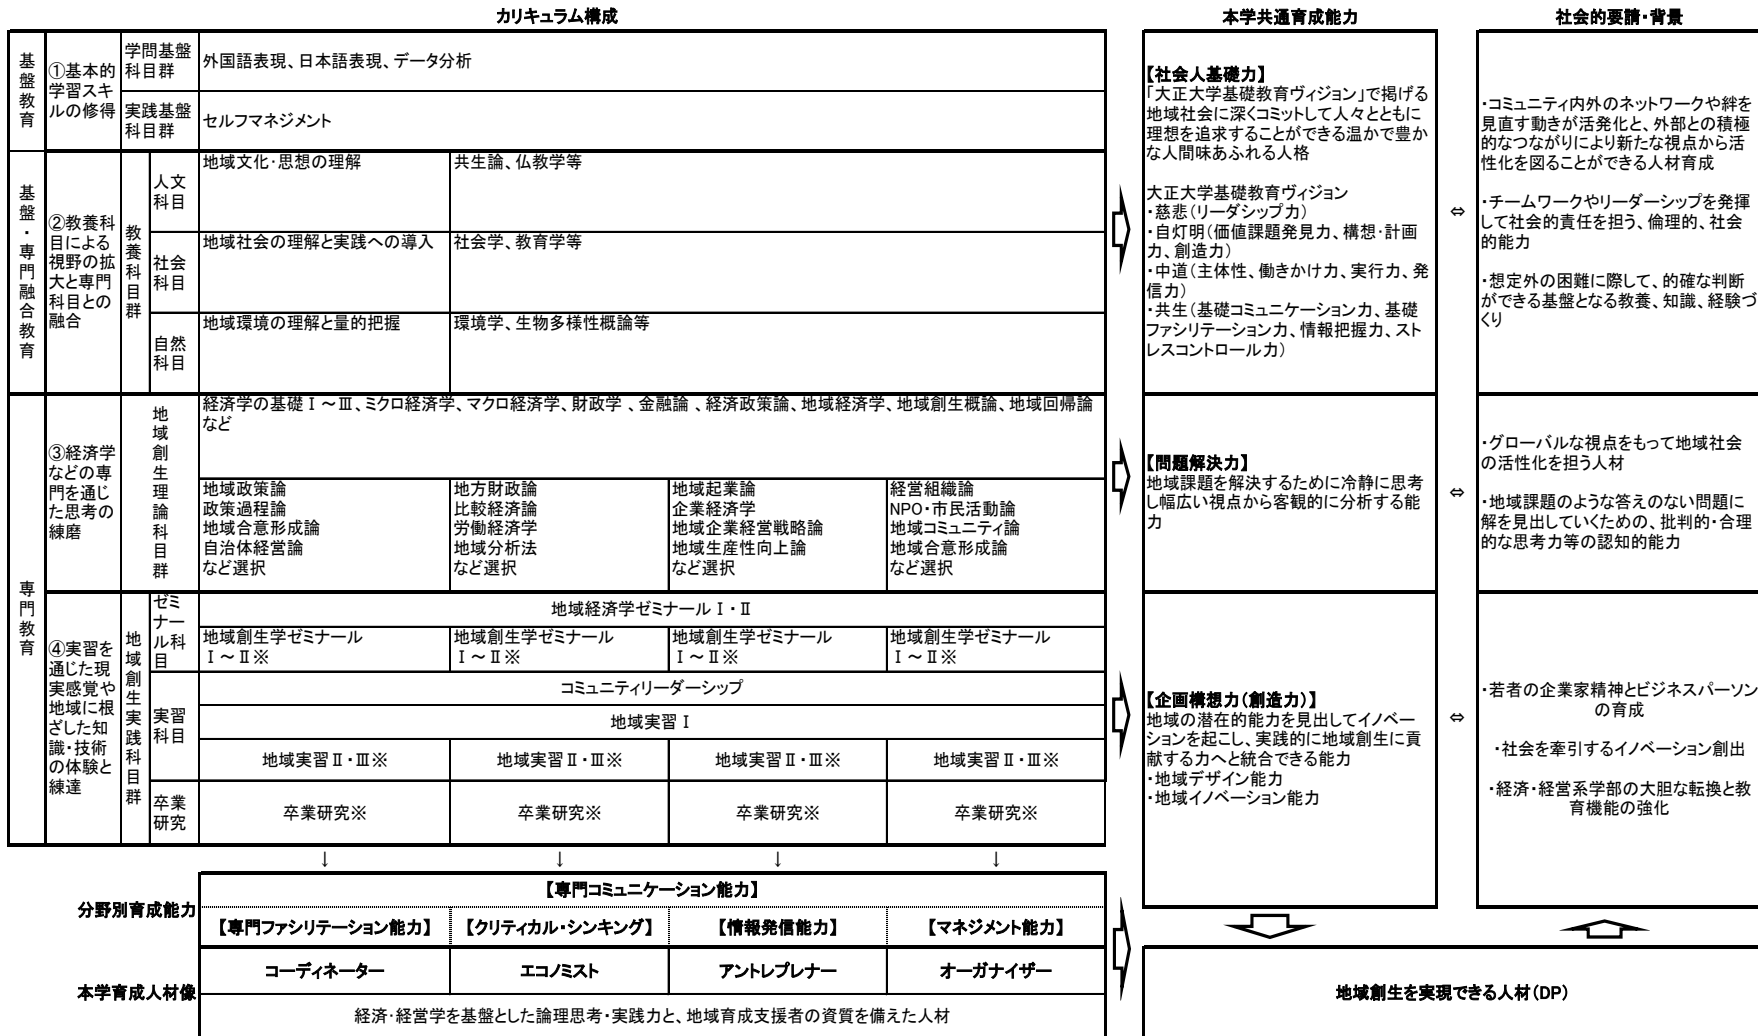 カリキュラム構成
本学共通育成能力
社会的要請・背景
基盤教育
①基本的
学習スキ
ルの修得
学問基盤
科目群
外国語表現、日本語表現、データ分析
実践基盤
科目群
セルフマネジメント
基盤・専門融合教育
②教養科
目による
視野の拡
大と専門
科目との
融合
教養科目群
人文
科目
地域文化・思想の理解
共生論、仏教学等
社会
科目
地域社会の理解と実践への導入
社会学、教育学等
自然
科目
地域環境の理解と量的把握
環境学、生物多様性概論等
【社会人基礎力】
「大正大学基礎教育ヴィジョン」で掲げる
地域社会に深くコミットして人々とともに
理想を追求することができる温かで豊か
な人間味あふれる人格
大正大学基礎教育ヴィジョン
・慈悲(リーダシップ力)
・自灯明(価値課題発見力、構想・計画
力、創造力)
・中道(主体性、働きかけ力、実行力、発
信力)
・共生(基礎コミュニケーション力、基礎
ファシリテーション力、情報把握力、スト
レスコントロール力)
⇔
・コミュニティ内外のネットワークや絆を
見直す動きが活発化と、外部との積極
的なつながりにより新たな視点から活
性化を図ることができる人材育成
・チームワークやリーダーシップを発揮
して社会的責任を担う、倫理的、社会
的能力
・想定外の困難に際して、的確な判断
ができる基盤となる教養、知識、経験づ
くり
専門教育
③経済学
などの専
門を通じ
た思考の
練磨
地域創生理論科目群
経済学の基礎Ⅰ~Ⅲ、ミクロ経済学、マクロ経済学、財政学 、金融論 、経済政策論、地域経済学、地域創生概論、地域回帰論
など
地域政策論
政策過程論
地域合意形成論
自治体経営論
など選択
地方財政論
比較経済論
労働経済学
地域分析法
など選択
地域起業論
企業経済学
地域企業経営戦略論
地域生産性向上論
など選択
経営組織論
NPO・市民活動論
地域コミュニティ論
地域合意形成論
など選択
【問題解決力】
地域課題を解決するために冷静に思考
し幅広い視点から客観的に分析する能
力
⇔
・グローバルな視点をもって地域社会
の活性化を担う人材
・地域課題のような答えのない問題に
解を見出していくための、批判的・合理
的な思考力等の認知的能力
④実習を
通じた現
実感覚や
地域に根
ざした知
識・技術
の体験と
練達
地域創生実践科目群
ゼミ
ナー
ル科
目
地域経済学ゼミナールⅠ・Ⅱ
地域創生学ゼミナール
Ⅰ~Ⅱ※
地域創生学ゼミナール
Ⅰ~Ⅱ※
地域創生学ゼミナール
Ⅰ~Ⅱ※
地域創生学ゼミナール
Ⅰ~Ⅱ※
実習
科目
コミュニティリーダーシップ
地域実習Ⅰ
地域実習Ⅱ・Ⅲ※
地域実習Ⅱ・Ⅲ※
地域実習Ⅱ・Ⅲ※
地域実習Ⅱ・Ⅲ※
卒業
研究
卒業研究※
卒業研究※
卒業研究※
卒業研究※
【企画構想力(創造力)】
地域の潜在的能力を見出してイノベー
ションを起こし、実践的に地域創生に貢
献する力へと統合できる能力
・地域デザイン能力
・地域イノベーション能力
⇔
・若者の企業家精神とビジネスパーソン
の育成
・社会を牽引するイノベーション創出
・経済・経営系学部の大胆な転換と教
育機能の強化
↓ ↓ ↓ ↓
分野別育成能力
【専門コミュニケーション能力】
【専門ファシリテーション能力】
【クリティカル・シンキング】
【情報発信能力】
【マネジメント能力】
本学育成人材像
コーディネーター
エコノミスト
アントレプレナー
オーガナイザー
経済・経営学を基盤とした論理思考・実践力と、地域育成支援者の資質を備えた人材
地域創生を実現できる人材(DP)